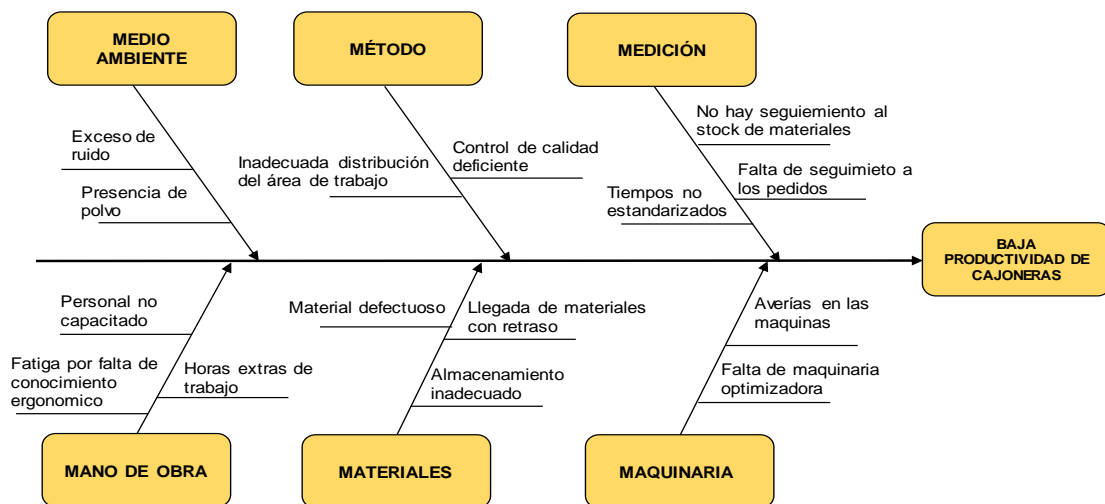 MEDIO
AMBIENTE
MÉTODO
MEDICIÓN
Exceso de
ruido
Presencia de
polvo
Inadecuada distribución
del área de trabajo
Control de calidad
deficiente
No hay seguiemiento al
stock de materiales
Falta de seguimieto a
los pedidos
Tiempos no
estandarizados
BAJA
PRODUCTIVIDAD DE
CAJONERAS
Personal no
capacitado
Fatiga por falta de
conocimiento
ergonomico
Horas extras de
trabajo
Material defectuoso
Llegada de materiales
con retraso
Almacenamiento
inadecuado
Averías en las
maquinas
Falta de maquinaria
optimizadora
MANO DE OBRA
MATERIALES
MAQUINARIA